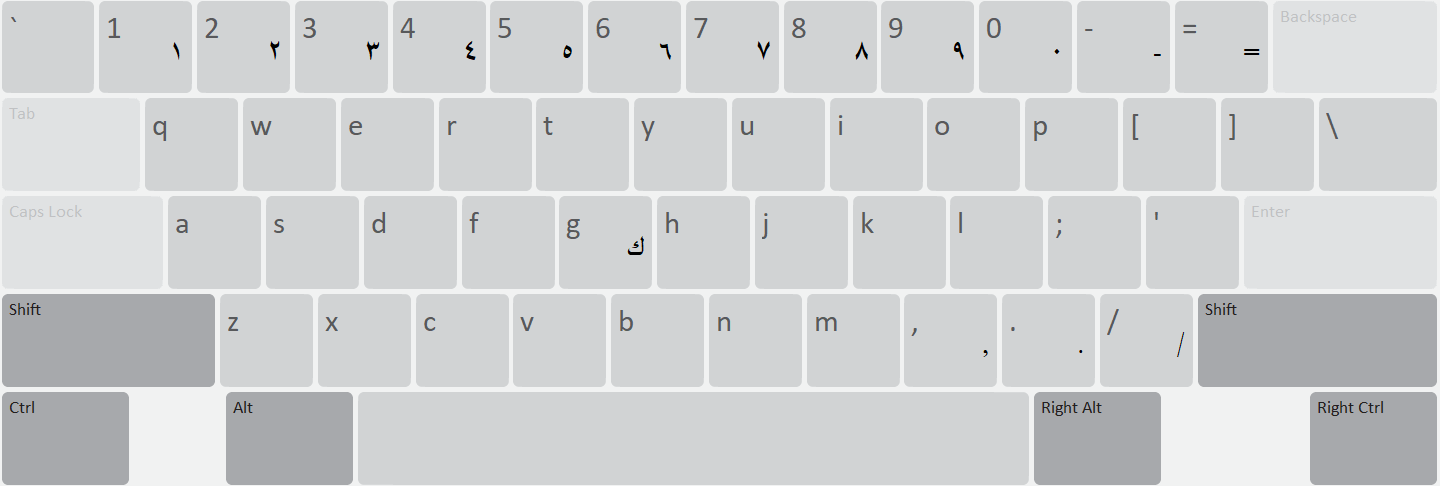 ` 1 ١ 2 ٢ 3 ٣ 4 ٤ 5 ٥ 6 ٦ 7 ٧ 8 ٨ 9 ٩ 0 ٠ - - = = Backspace
Tab q w e r t y u i o p [ ] \
Caps Lock a s d f g ك h j k l ; ' Enter
Shift z x c v b n m , , . . / / Shift
Ctrl Alt Right Alt Right Ctrl